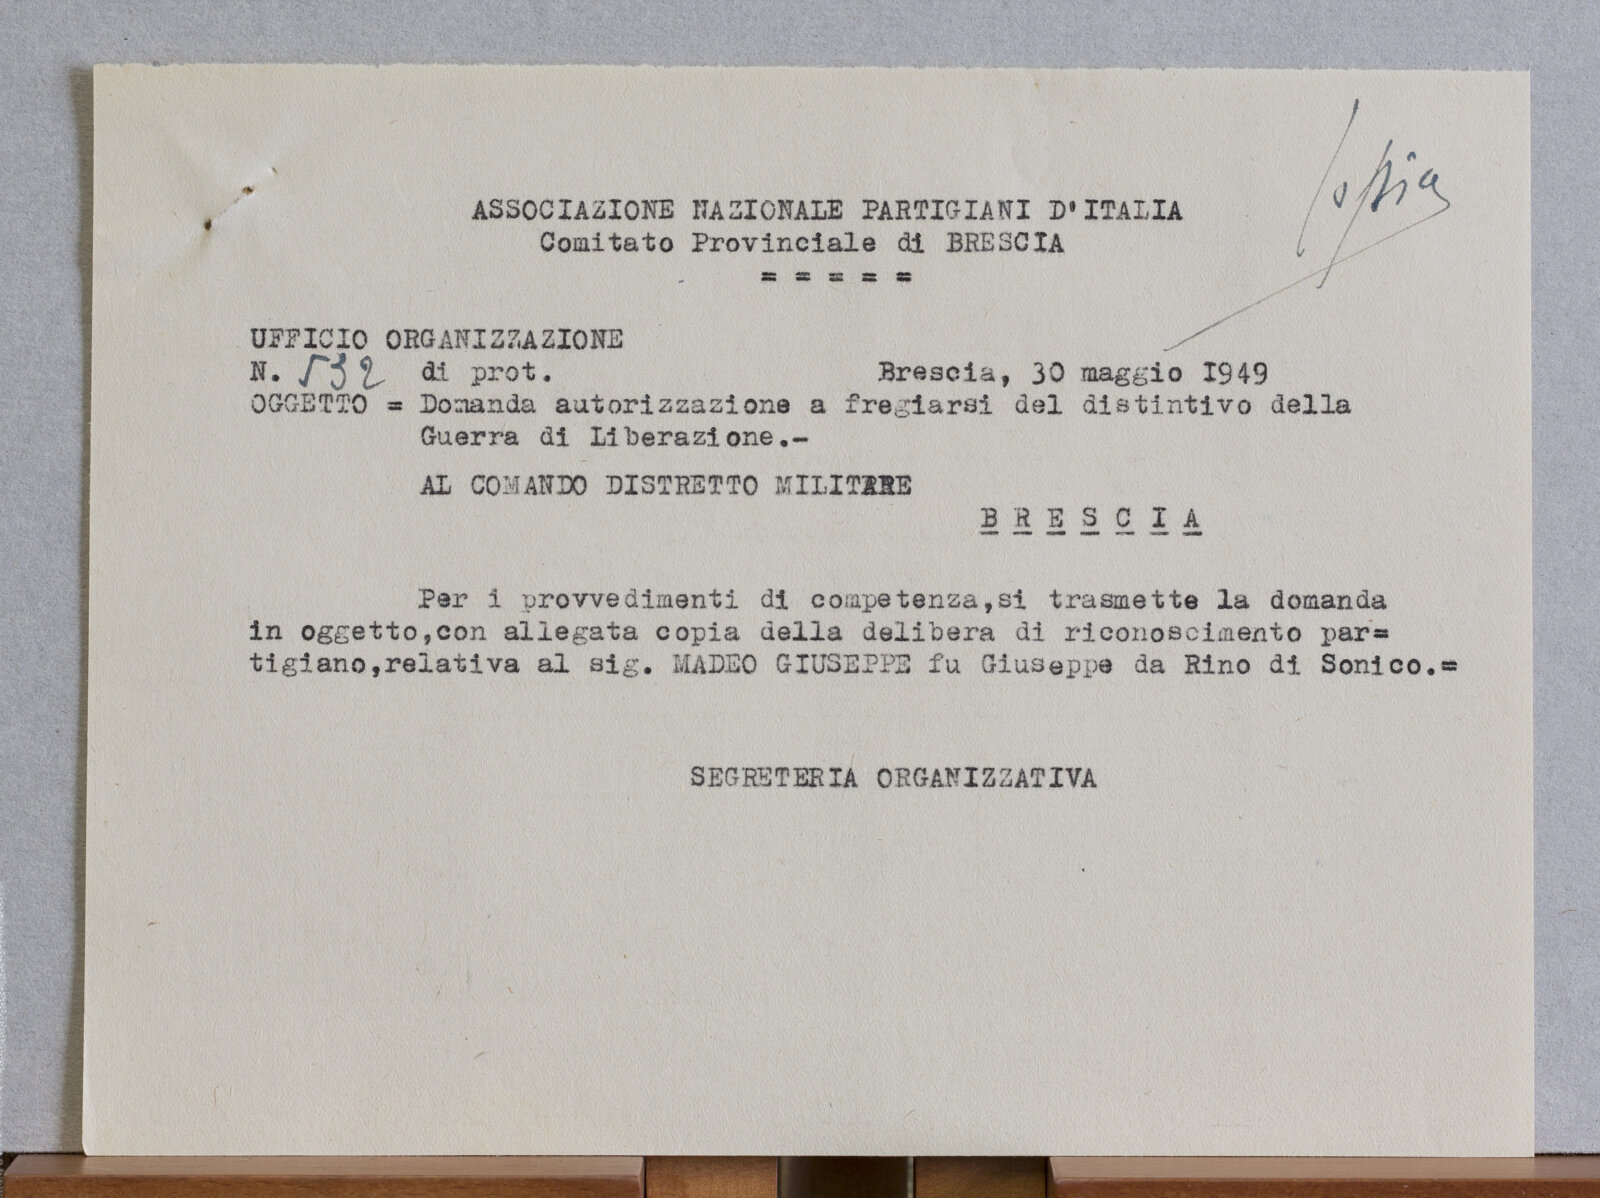 Copia
ASSOCIAZIONE NAZIONALE PARTIGIANI D'ITALIA
Comitato Provinciale di BRESCIA
= = = = =
UFFICIO ORGANIZZAZIONE
N. 532 di prot. Brescia, 30 maggio 1949
OGGETTO = Domanda autorizzazione a fregiarsi del distintivo della
Guerra di Liberazione.-
AL COMANDO DISTRETTO MILITARE
B R E S C I A
Per i provvedimenti di competenza,si trasmette la domanda
in oggetto,con allegata copia della delibera di riconoscimento par=
tigiano,relativa al sig. MADEO GIUSEPPE fu Giuseppe da Rino di Sonico.=
SEGRETERIA ORGANIZZATIVA